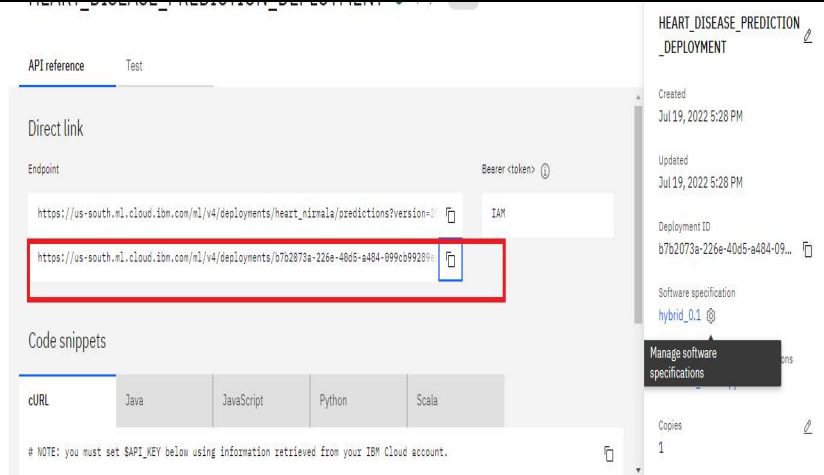 HEART_DISEASE_PREDICTION_DEPLOYMENT
API reference
Test
Direct link
Endpoint
Bearer <token>
https://us-south.ml.cloud.ibm.com/ml/v4/deployments/heart_nirmala/predictions?version=2
IAM
https://us-south.ml.cloud.ibm.com/ml/v4/deployments/b7b2073a-226e-40d5-a484-099cb99289e
Code snippets
cURL
Java
JavaScript
Python
Scala
# NOTE: you must set $API_KEY below using information retrieved from your IBM Cloud account.
HEART_DISEASE_PREDICTION
_DEPLOYMENT
Created
Jul 19, 2022 5:28 PM
Updated
Jul 19, 2022 5:28 PM
Deployment ID
b7b2073a-226e-40d5-a484-09...
Software specification
hybrid_0.1
Manage software
specifications
Copies
1